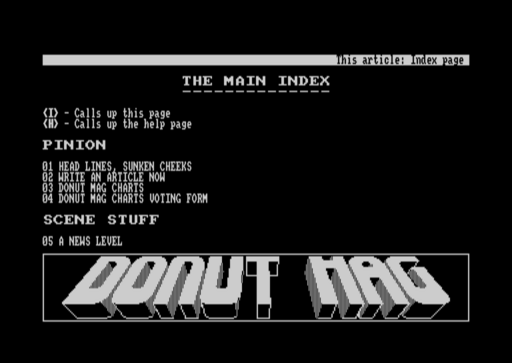 This article: Index page
THE MAIN INDEX
(I) - Calls up this page
(H) - Calls up the help page
PINION
01 HEAD LINES, SUNKEN CHEEKS
02 WRITE AN ARTICLE NOW
03 DONUT MAG CHARTS
04 DONUT MAG CHARTS VOTING FORM
SCENE STUFF
05 A NEWS LEVEL
DONUT MAG